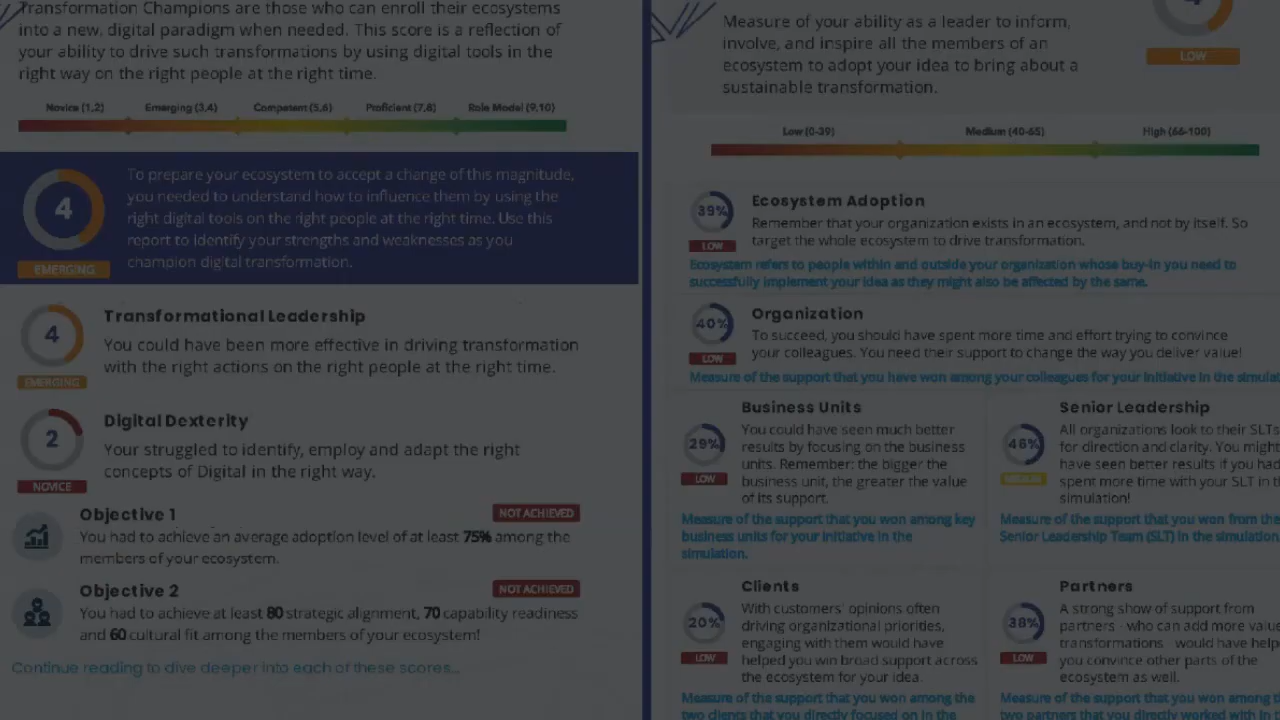 Transformation Champions are those who can enroll their ecosystems
into a new, digital paradigm when needed. This score is a reflection of
your ability to drive such transformations by using digital tools in the
right way on the right people at the right time.
Novice (1,2) Emerging (3,4) Competent (5,6) Proficient (7,8) Role Model (9,10)
4
EMERGING
To prepare your ecosystem to accept a change of this magnitude,
you needed to understand how to influence them by using the
right digital tools on the right people at the right time. Use this
report to identify your strengths and weaknesses as you
champion digital transformation.
4
EMERGING
Transformational Leadership
You could have been more effective in driving transformation
with the right actions on the right people at the right time.
2
NOVICE
Digital Dexterity
Your struggled to identify, employ and adapt the right
concepts of Digital in the right way.
Objective 1 NOT ACHIEVED
You had to achieve an average adoption level of at least 75% among the
members of your ecosystem.
Objective 2 NOT ACHIEVED
You had to achieve at least 80 strategic alignment, 70 capability readiness
and 60 cultural fit among the members of your ecosystem!
Continue reading to dive deeper into each of these scores...
Measure of your ability as a leader to inform,
involve, and inspire all the members of an
ecosystem to adopt your idea to bring about a
sustainable transformation.
4
LOW
Low (0-39) Medium (40-65) High (66-100)
39%
LOW
Ecosystem Adoption
Remember that your organization exists in an ecosystem, and not by itself. So
target the whole ecosystem to drive transformation.
Ecosystem refers to people within and outside your organization whose buy-in you need to
successfully implement your idea as they might also be affected by the same.
40%
LOW
Organization
To succeed, you should have spent more time and effort trying to convince
your colleagues. You need their support to change the way you deliver value!
Measure of the support that you have won among your colleagues for your initiative in the simulat
29%
LOW
Business Units
You could have seen much better
results by focusing on the business
units. Remember: the bigger the
business unit, the greater the value
of its support.
Measure of the support that you won among key
business units for your initiative in the
simulation.
46%
MEDIUM
Senior Leadership
All organizations look to their SLTs
for direction and clarity. You might
have seen better results if you had
spent more time with your SLT in th
simulation!
Measure of the support that you won from the
Senior Leadership Team (SLT) in the simulation
20%
LOW
Clients
With customers' opinions often
driving organizational priorities,
engaging with them would have
helped you win broad support across
the ecosystem for your idea.
Measure of the support that you won among the
two clients that you directly focused on in the
38%
LOW
Partners
A strong show of support from
partners - who can add more value
transformations - would have help
you convince other parts of the
ecosystem as well.
Measure of the support that you won among t
two partners that you directly worked with in t